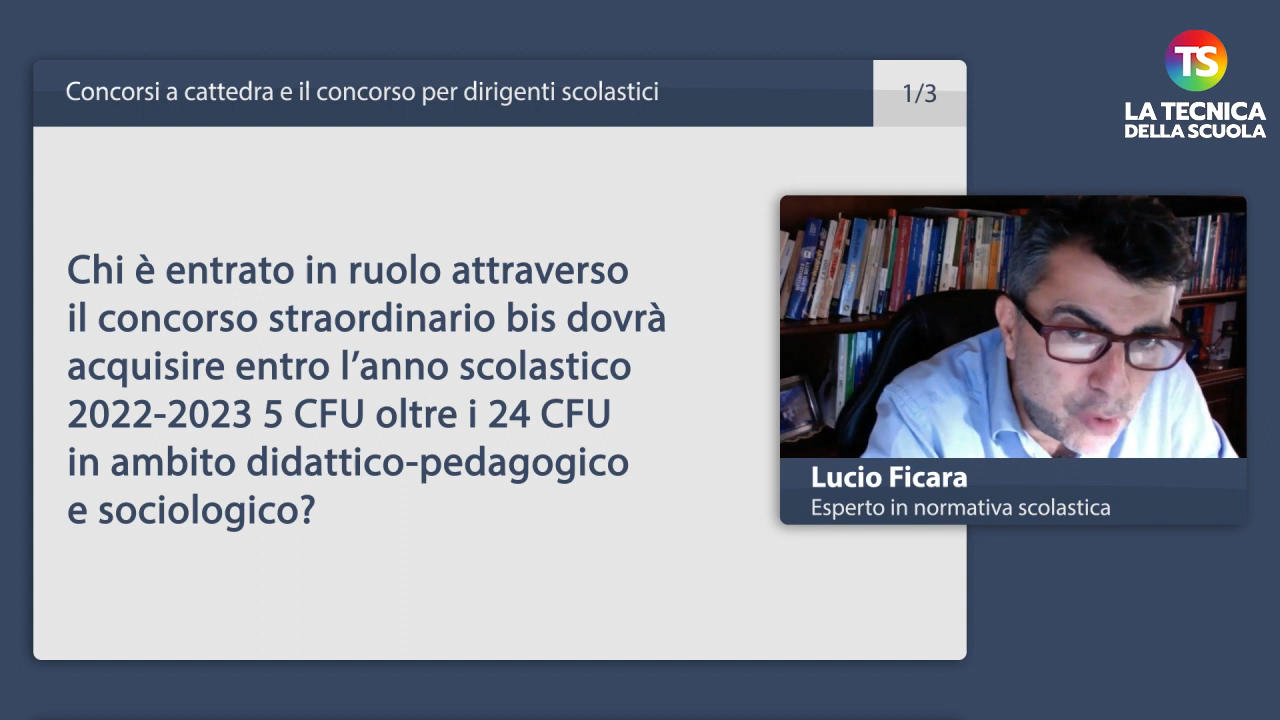 Concorsi a cattedra e il concorso per dirigenti scolastici
1/3
TS
LA TECNICA
DELLA SCUOLA
Chi è entrato in ruolo attraverso
il concorso straordinario bis dovrà
acquisire entro l’anno scolastico
2022-2023 5 CFU oltre i 24 CFU
in ambito didattico-pedagogico
e sociologico?
Lucio Ficara
Esperto in normativa scolastica